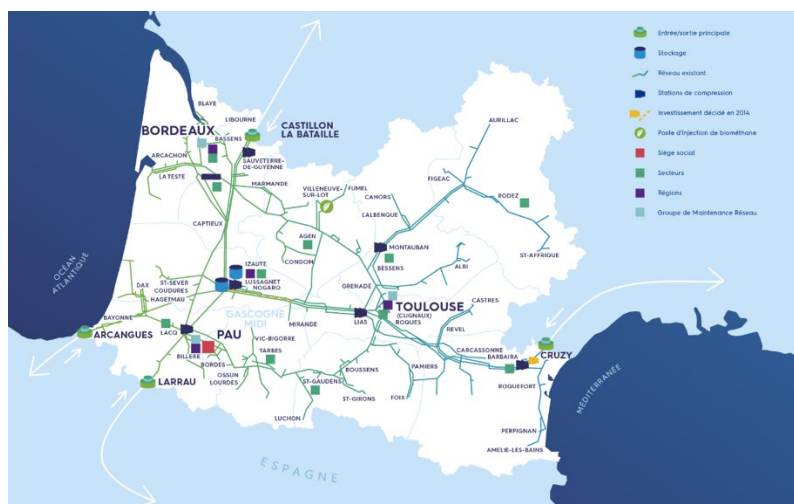 Entrée/sortie principale
Stockage
Réseau existant
Stations de compression
Investissement décidé en 2014
Poste d'injection de biométhane
Siège social
Secteurs
Régions
Groupe de Maintenance Réseau
BLAYE
LIBOURNE
BORDEAUX
BASSENS
CASTILLON
LA BATAILLE
ARCACHON
LA TESTE
SAUVETERRE-
DE-GUYENNE
MARMANDE
VILLENEUVE-
SUR-LOT
FUMEL
CAHORS
LALBENQUE
FIGEAC
AURILLAC
RODEZ
ST-AFFRIQUE
CAPTIEUX
AGEN
CONDOM
MONTAUBAN
BESSENS
ALBI
OCÉAN
ATLANTIQUE
IZAUTE
LUSSAGNET
NOGARO
ST-SEVER
COUDURES
HAGETMAU
DAX
BAYONNE
ARCANGUES
GASCOGNE
MIDI
GRENADE
TOULOUSE
(CUGNAUX)
ROQUES
LIAS
CASTRES
REVEL
MIRANDE
LACQ
PAU
BILLERE
VIC-BIGORRE
TARBES
BORDES
OSSUN
LOURDES
LARRAU
CARCASSONNE
BARBAIRA
CRUZY
ROQUEFORT
BOUSSENS
PAMIERS
ST-GAUDENS
ST-GIRONS
FOIX
LUCHON
PERPIGNAN
AMELIE-LES-BAINS
MÉDITERRANÉE
ESPAGNE